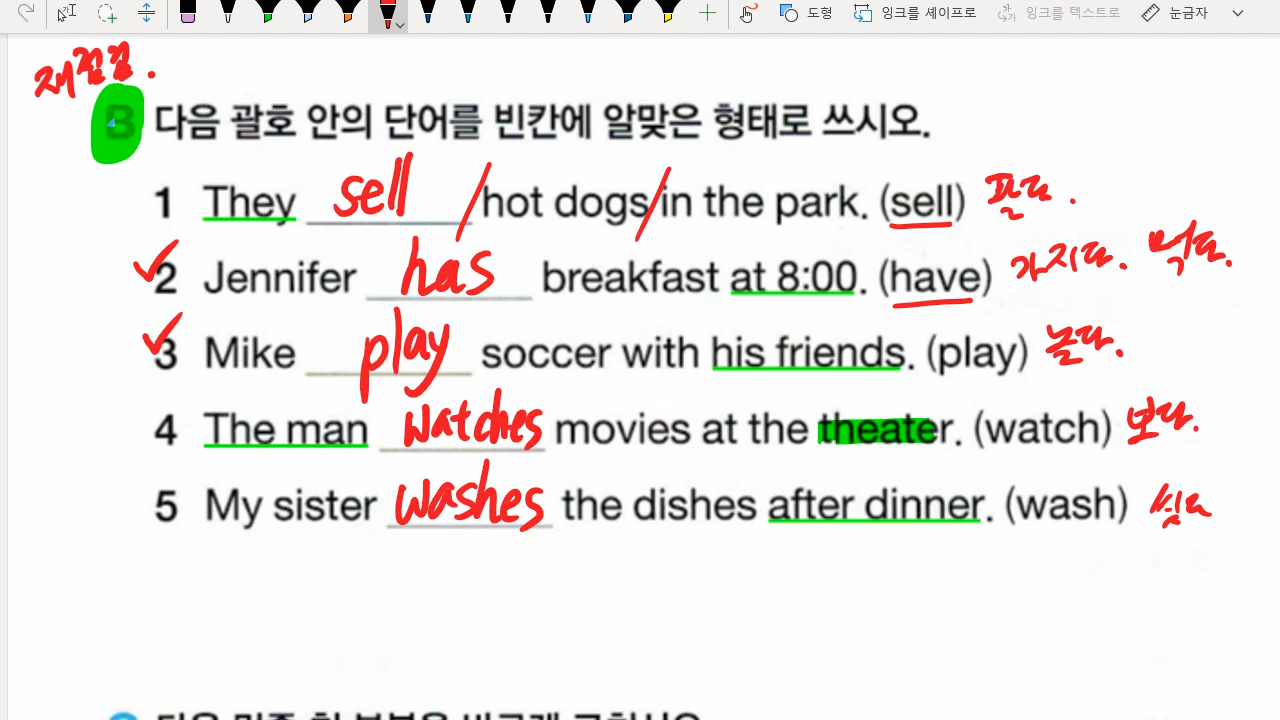 도형 잉크를 셰이프로 잉크를 텍스트로 눈금자
재점검.
B 다음 괄호 안의 단어를 빈칸에 알맞은 형태로 쓰시오.
1 They sell / hot dogs / in the park. (sell) 팔다.
2 Jennifer has breakfast at 8:00. (have) 가지다. 먹다.
3 Mike play soccer with his friends. (play) 놀다.
4 The man watches movies at the theater. (watch) 보다.
5 My sister washes the dishes after dinner. (wash) 씻다